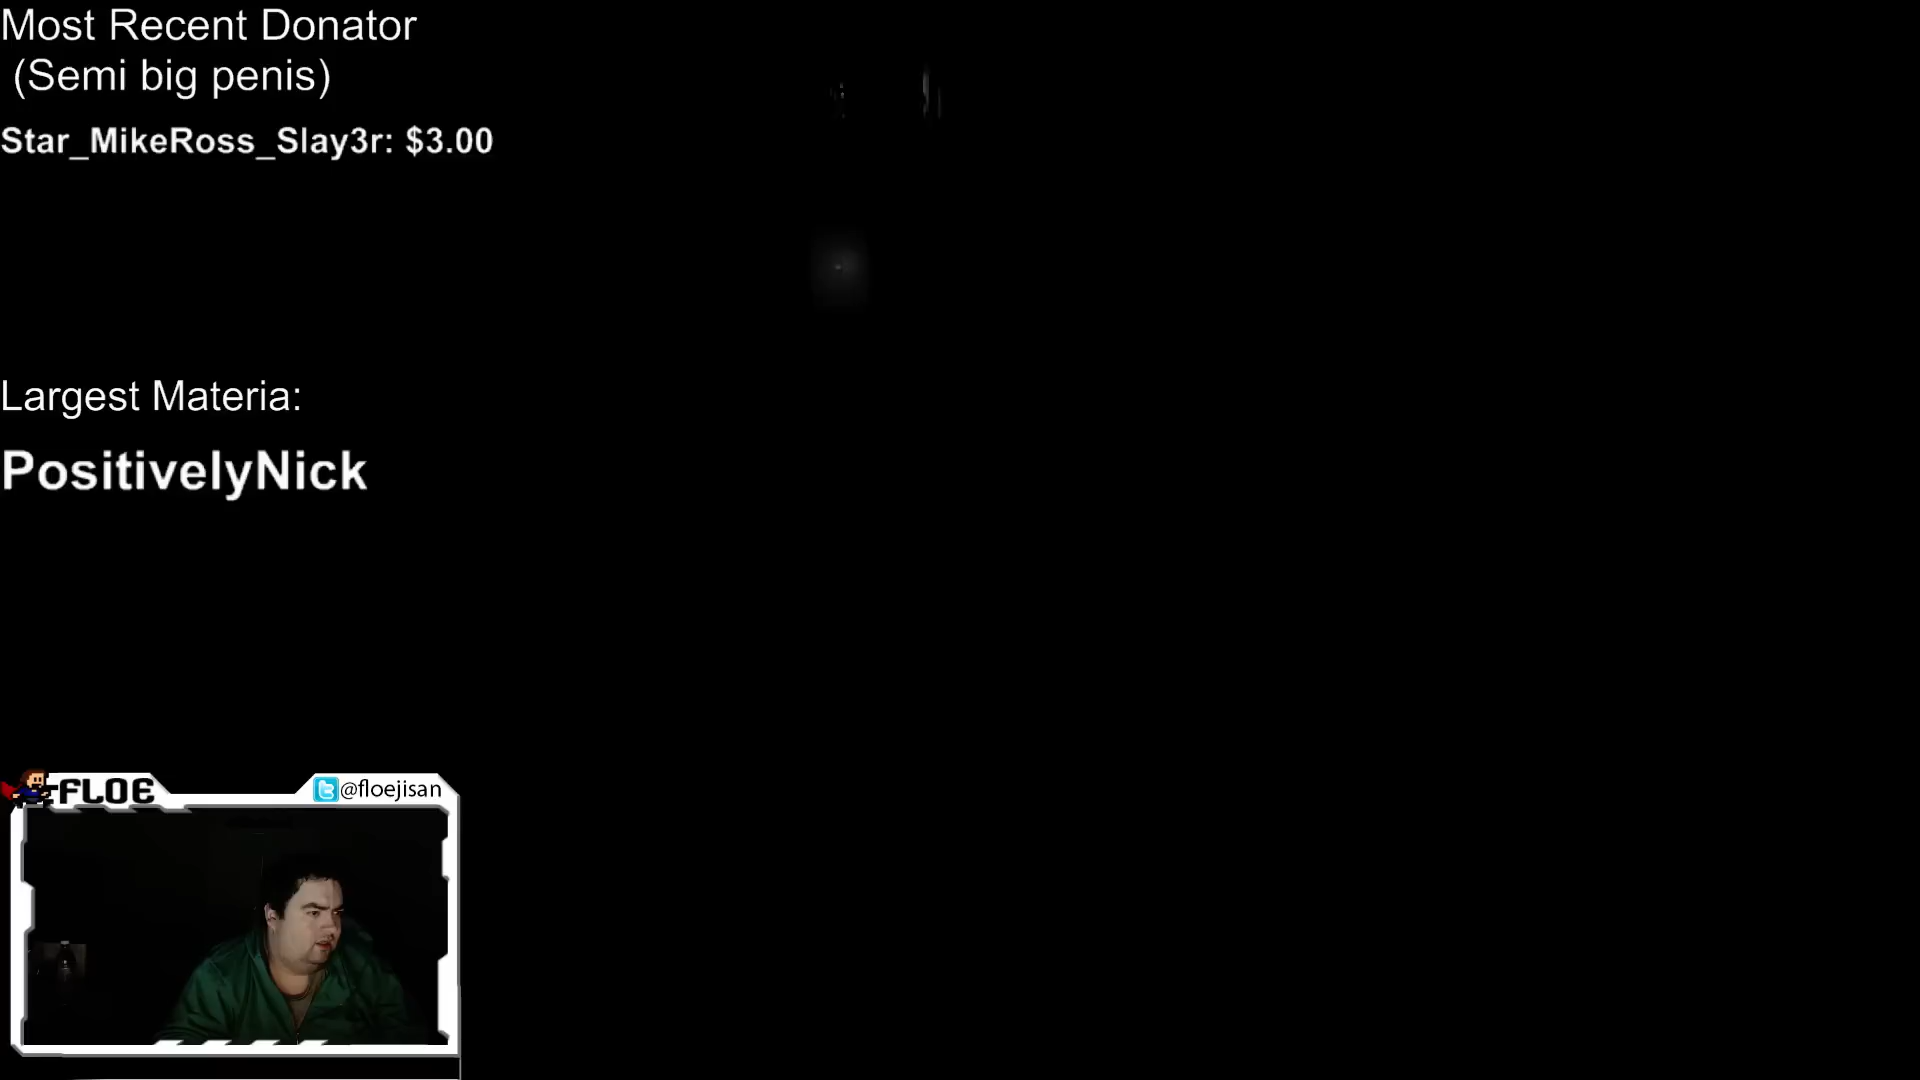 Most Recent Donator
(Semi big penis)
Star_MikeRoss_Slay3r: $3.00
Largest Materia:
PositivelyNick
FLOE
@floejisan